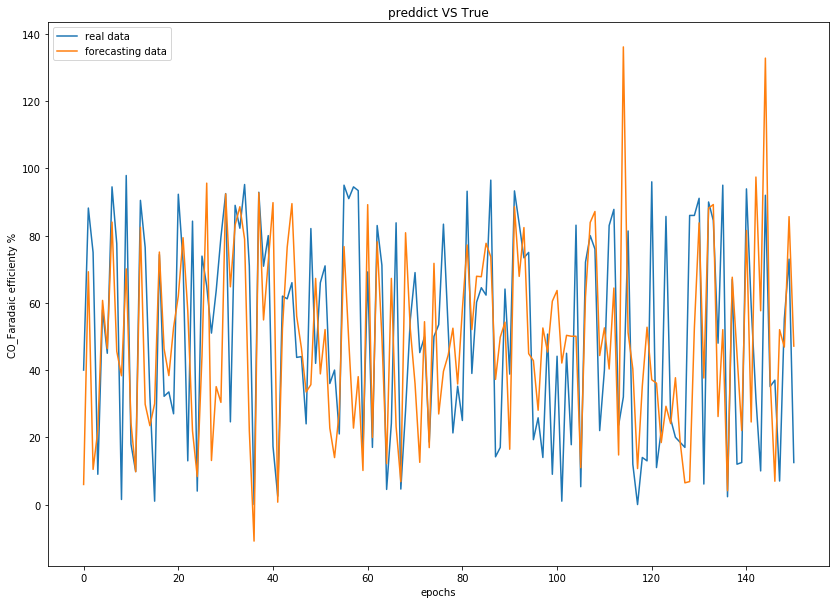 preddict VS True
real data
forecasting data
CO_Faradaic efficienty %
140
120
100
80
60
40
20
0
0 20 40 60 80 100 120 140
epochs